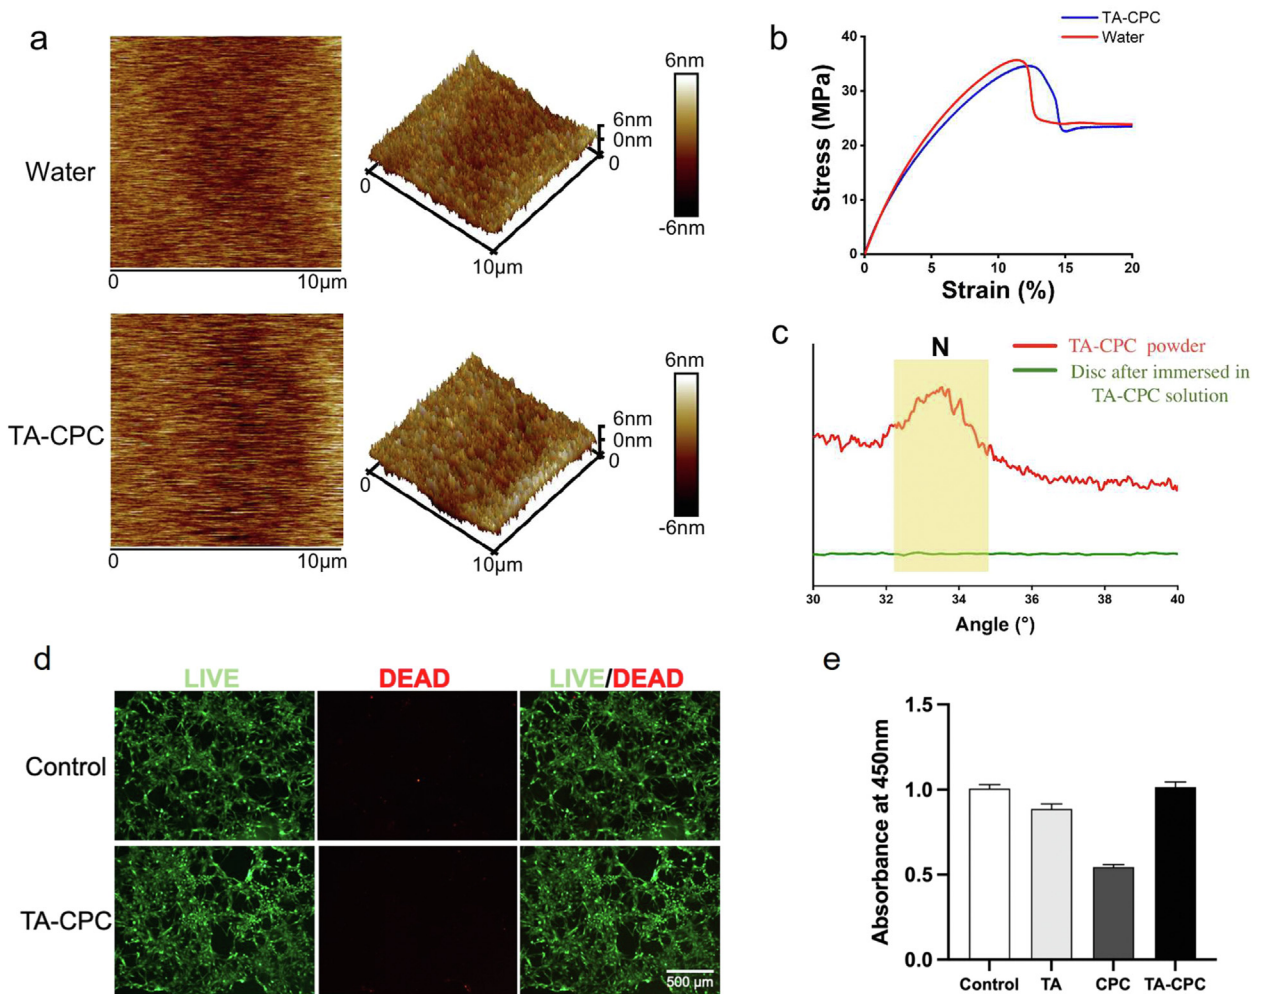 a
Water
0
10μm
6nm
0nm
0
0
10μm
6nm
-6nm
TA-CPC
0
10μm
6nm
0nm
0
0
10μm
6nm
-6nm
b
TA-CPC
Water
Stress (MPa)
40
30
20
10
0
0 5 10 15 20
Strain (%)
c
N
TA-CPC powder
Disc after immersed in
TA-CPC solution
30 32 34 36 38 40
Angle (°)
d
LIVE DEAD LIVE/DEAD
Control
TA-CPC
500 μm
e
Absorbance at 450nm
1.5
1.0
0.5
0.0
Control TA CPC TA-CPC